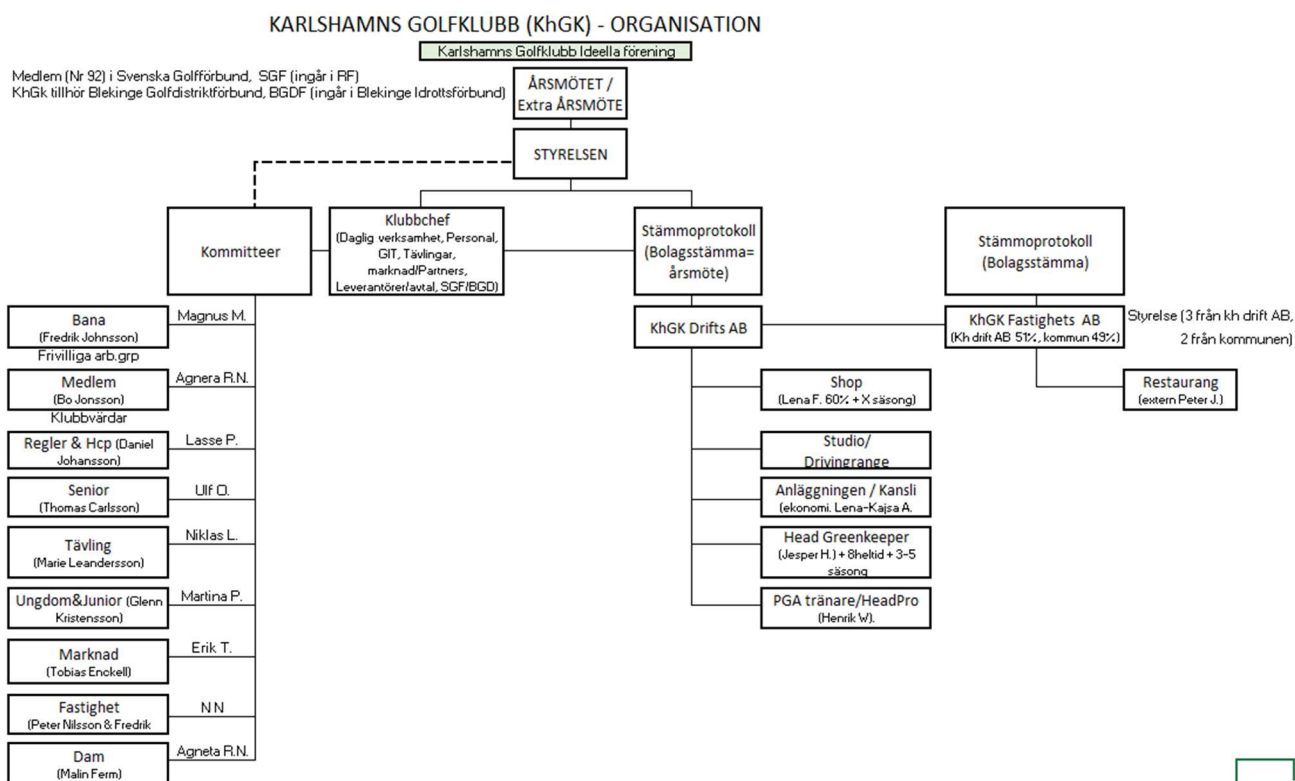 KARLSHAMNS GOLFKLUBB (KhGK) - ORGANISATION
Karlshamns Golfklubb Ideella förening
Medlem (Nr 92) i Svenska Golfförbund, SGF (ingår i RF)
KhGk tillhör Blekinge Golfdistriktförbund, BGDF (ingår i Blekinge Idrottsförbund)
ÅRSMÖTET /
Extra ÅRSMÖTE
STYRELSEN
Kommitteer
Klubbchef
(Daglig verksamhet, Personal,
GIT, Tävlingar,
marknad/Partners,
Leverantörer/avtal, SGF/BGD)
Stämmoprotokoll
(Bolagsstämma=
årsmöte)
Stämmoprotokoll
(Bolagsstämma)
Bana
(Fredrik Johnsson)
Magnus M.
Frivilliga arb.grp
Medlem
(Bo Jonsson)
Agnera R.N.
Klubbvärdar
Regler & Hcp (Daniel
Johansson)
Lasse P.
Senior
(Thomas Carlsson)
Ulf O.
Tävling
(Marie Leandersson)
Niklas L.
Ungdom&Junior (Glenn
Kristensson)
Martina P.
Marknad
(Tobias Enckell)
Erik T.
Fastighet
(Peter Nilsson & Fredrik
N N
Dam
(Malin Ferm)
Agneta R.N.
KhGK Drifts AB
Shop
(Lena F. 60% + X säsong)
Studio/
Drivingrange
Anläggningen / Kansli
(ekonomi. Lena-Kajsa A.
Head Greenkeeper
(Jesper H.) + 8heltid + 3-5
säsong
PGA tränare/HeadPro
(Henrik W).
KhGK Fastighets AB
(Kh drift AB 51%, kommun 49%)
Styrelse (3 från kh drift AB,
2 från kommunen)
Restaurang
(extern Peter J.)